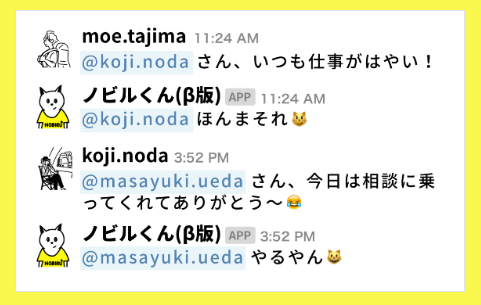 moe.tajima 11:24 AM
@koji.noda さん、いつも仕事がはやい！
ノビルくん(β版) APP 11:24 AM
@koji.noda ほんまそれ😼
koji.noda 3:52 PM
@masayuki.ueda さん、今日は相談に乗
ってくれてありがとう〜😂
ノビルくん(β版) APP 3:52 PM
@masayuki.ueda やるやん😼